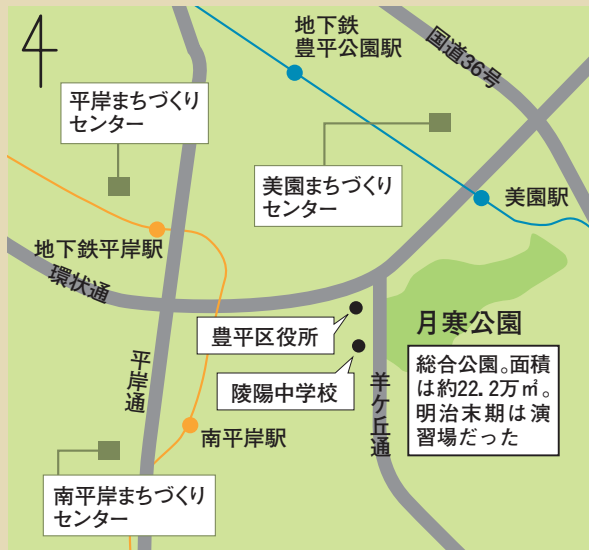 地下鉄
豊平公園駅
国道36号
平岸まちづくり
センター
美園まちづくり
センター
美園駅
地下鉄平岸駅
環状通
豊平区役所
月寒公園
陵陽中学校
総合公園。面積
は約22.2万㎡。
明治末期は演
習場だった
平岸通
羊ケ丘通
南平岸駅
南平岸まちづくり
センター